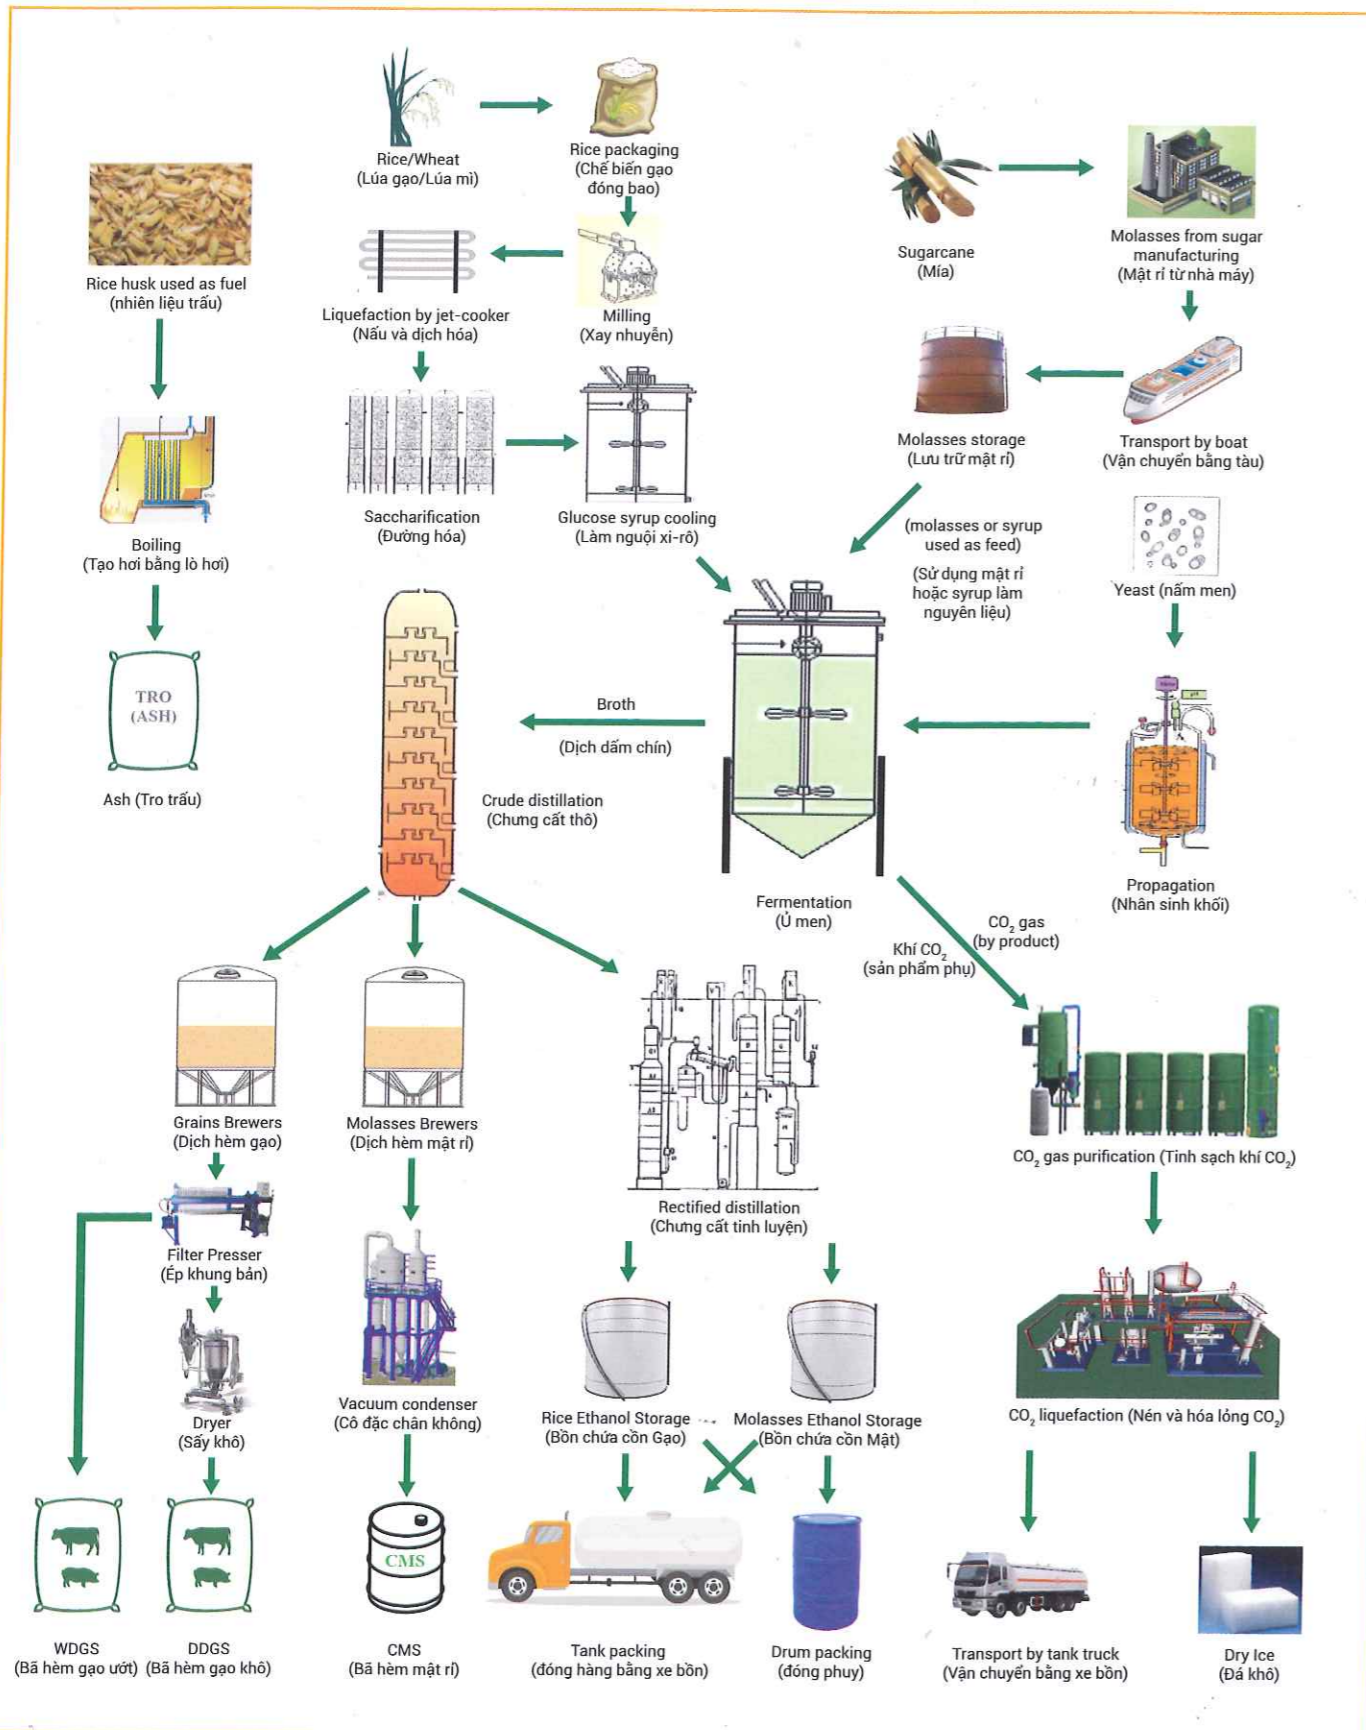 Rice/Wheat
(Lúa gạo/Lúa mì)
Rice packaging
(Chế biến gạo
đóng bao)
Sugarcane
(Mía)
Molasses from sugar
manufacturing
(Mật rỉ từ nhà máy)
Rice husk used as fuel
(nhiên liệu trấu)
Liquefaction by jet-cooker
(Nấu và dịch hóa)
Milling
(Xay nhuyễn)
Molasses storage
(Lưu trữ mật rỉ)
Transport by boat
(Vận chuyển bằng tàu)
Saccharification
(Đường hóa)
Glucose syrup cooling
(Làm nguội xi-rô)
(molasses or syrup
used as feed)
(Sử dụng mật rỉ
hoặc syrup làm
nguyên liệu)
Boiling
(Tạo hơi bằng lò hơi)
Yeast (nấm men)
TRO
(ASH)
Ash (Tro trấu)
Broth
(Dịch dấm chín)
Crude distillation
(Chưng cất thô)
Fermentation
(Ủ men)
Propagation
(Nhân sinh khối)
CO₂ gas
(by product)
Khí CO₂
(sản phẩm phụ)
Grains Brewers
(Dịch hèm gạo)
Molasses Brewers
(Dịch hèm mật rỉ)
CO₂ gas purification (Tinh sạch khí CO₂)
Rectified distillation
(Chưng cất tinh luyện)
Filter Presser
(Ép khung bản)
Dryer
(Sấy khô)
Vacuum condenser
(Cô đặc chân không)
Rice Ethanol Storage
(Bồn chứa cồn Gạo)
Molasses Ethanol Storage
(Bồn chứa cồn Mật)
CO₂ liquefaction (Nén và hóa lỏng CO₂)
CMS
WDGS
(Bã hèm gạo ướt)
DDGS
(Bã hèm gạo khô)
CMS
(Bã hèm mật rỉ)
Tank packing
(đóng hàng bằng xe bồn)
Drum packing
(đóng phuy)
Transport by tank truck
(Vận chuyển bằng xe bồn)
Dry Ice
(Đá khô)